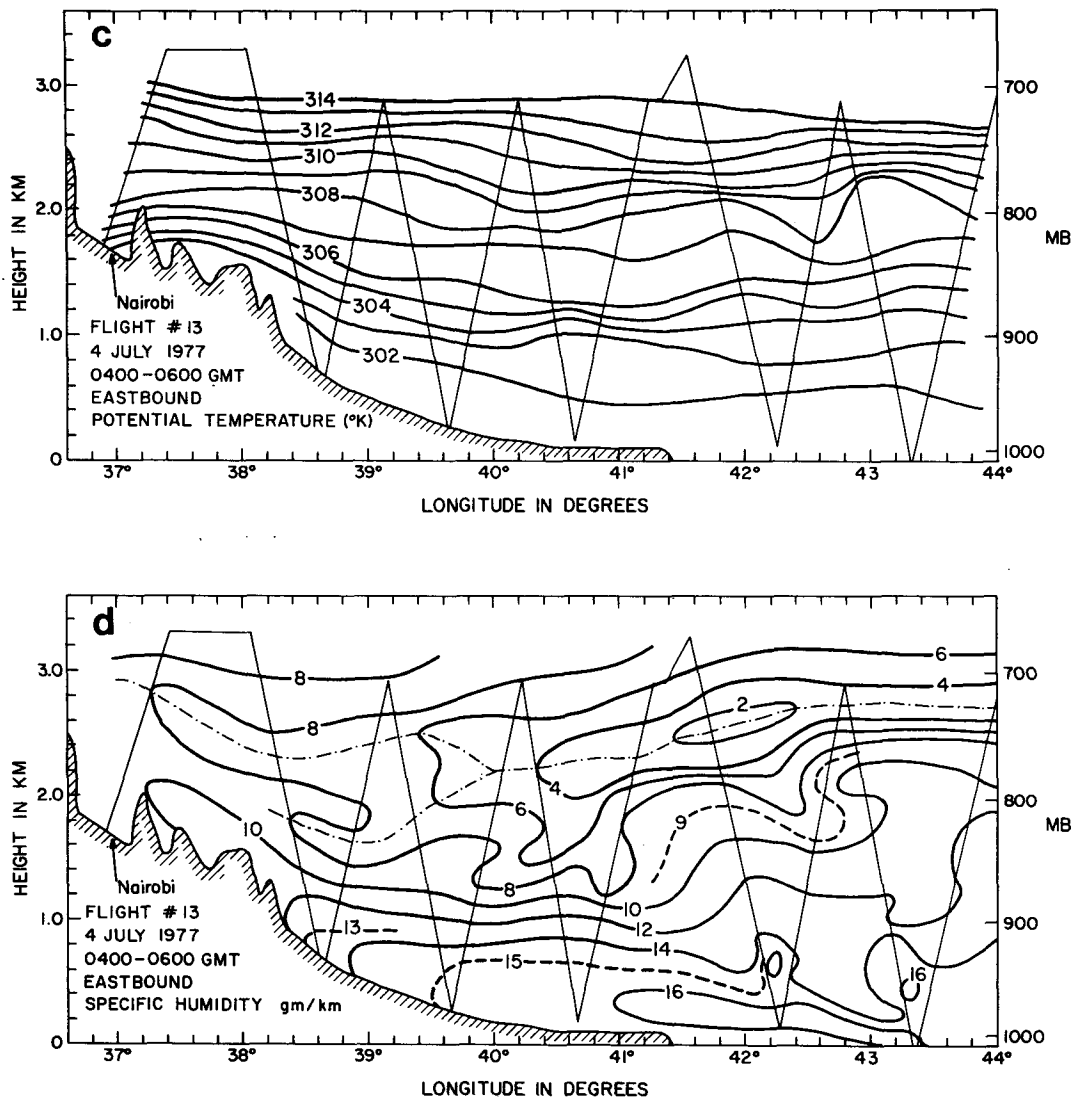 c
3.0
2.0
1.0
0
HEIGHT IN KM
314
312
310
308
306
304
302
700
800
900
1000
MB
Nairobi
FLIGHT #13
4 JULY 1977
0400-0600 GMT
EASTBOUND
POTENTIAL TEMPERATURE (°K)
37° 38° 39° 40° 41° 42° 43 44°
LONGITUDE IN DEGREES
d
3.0
2.0
1.0
0
HEIGHT IN KM
8
6
4
2
8
4
6
9
10
8
10
12
13
14
15
16
16
700
800
900
1000
MB
Nairobi
FLIGHT #13
4 JULY 1977
0400-0600 GMT
EASTBOUND
SPECIFIC HUMIDITY gm/km
37° 38° 39° 40° 41° 42° 43 44°
LONGITUDE IN DEGREES